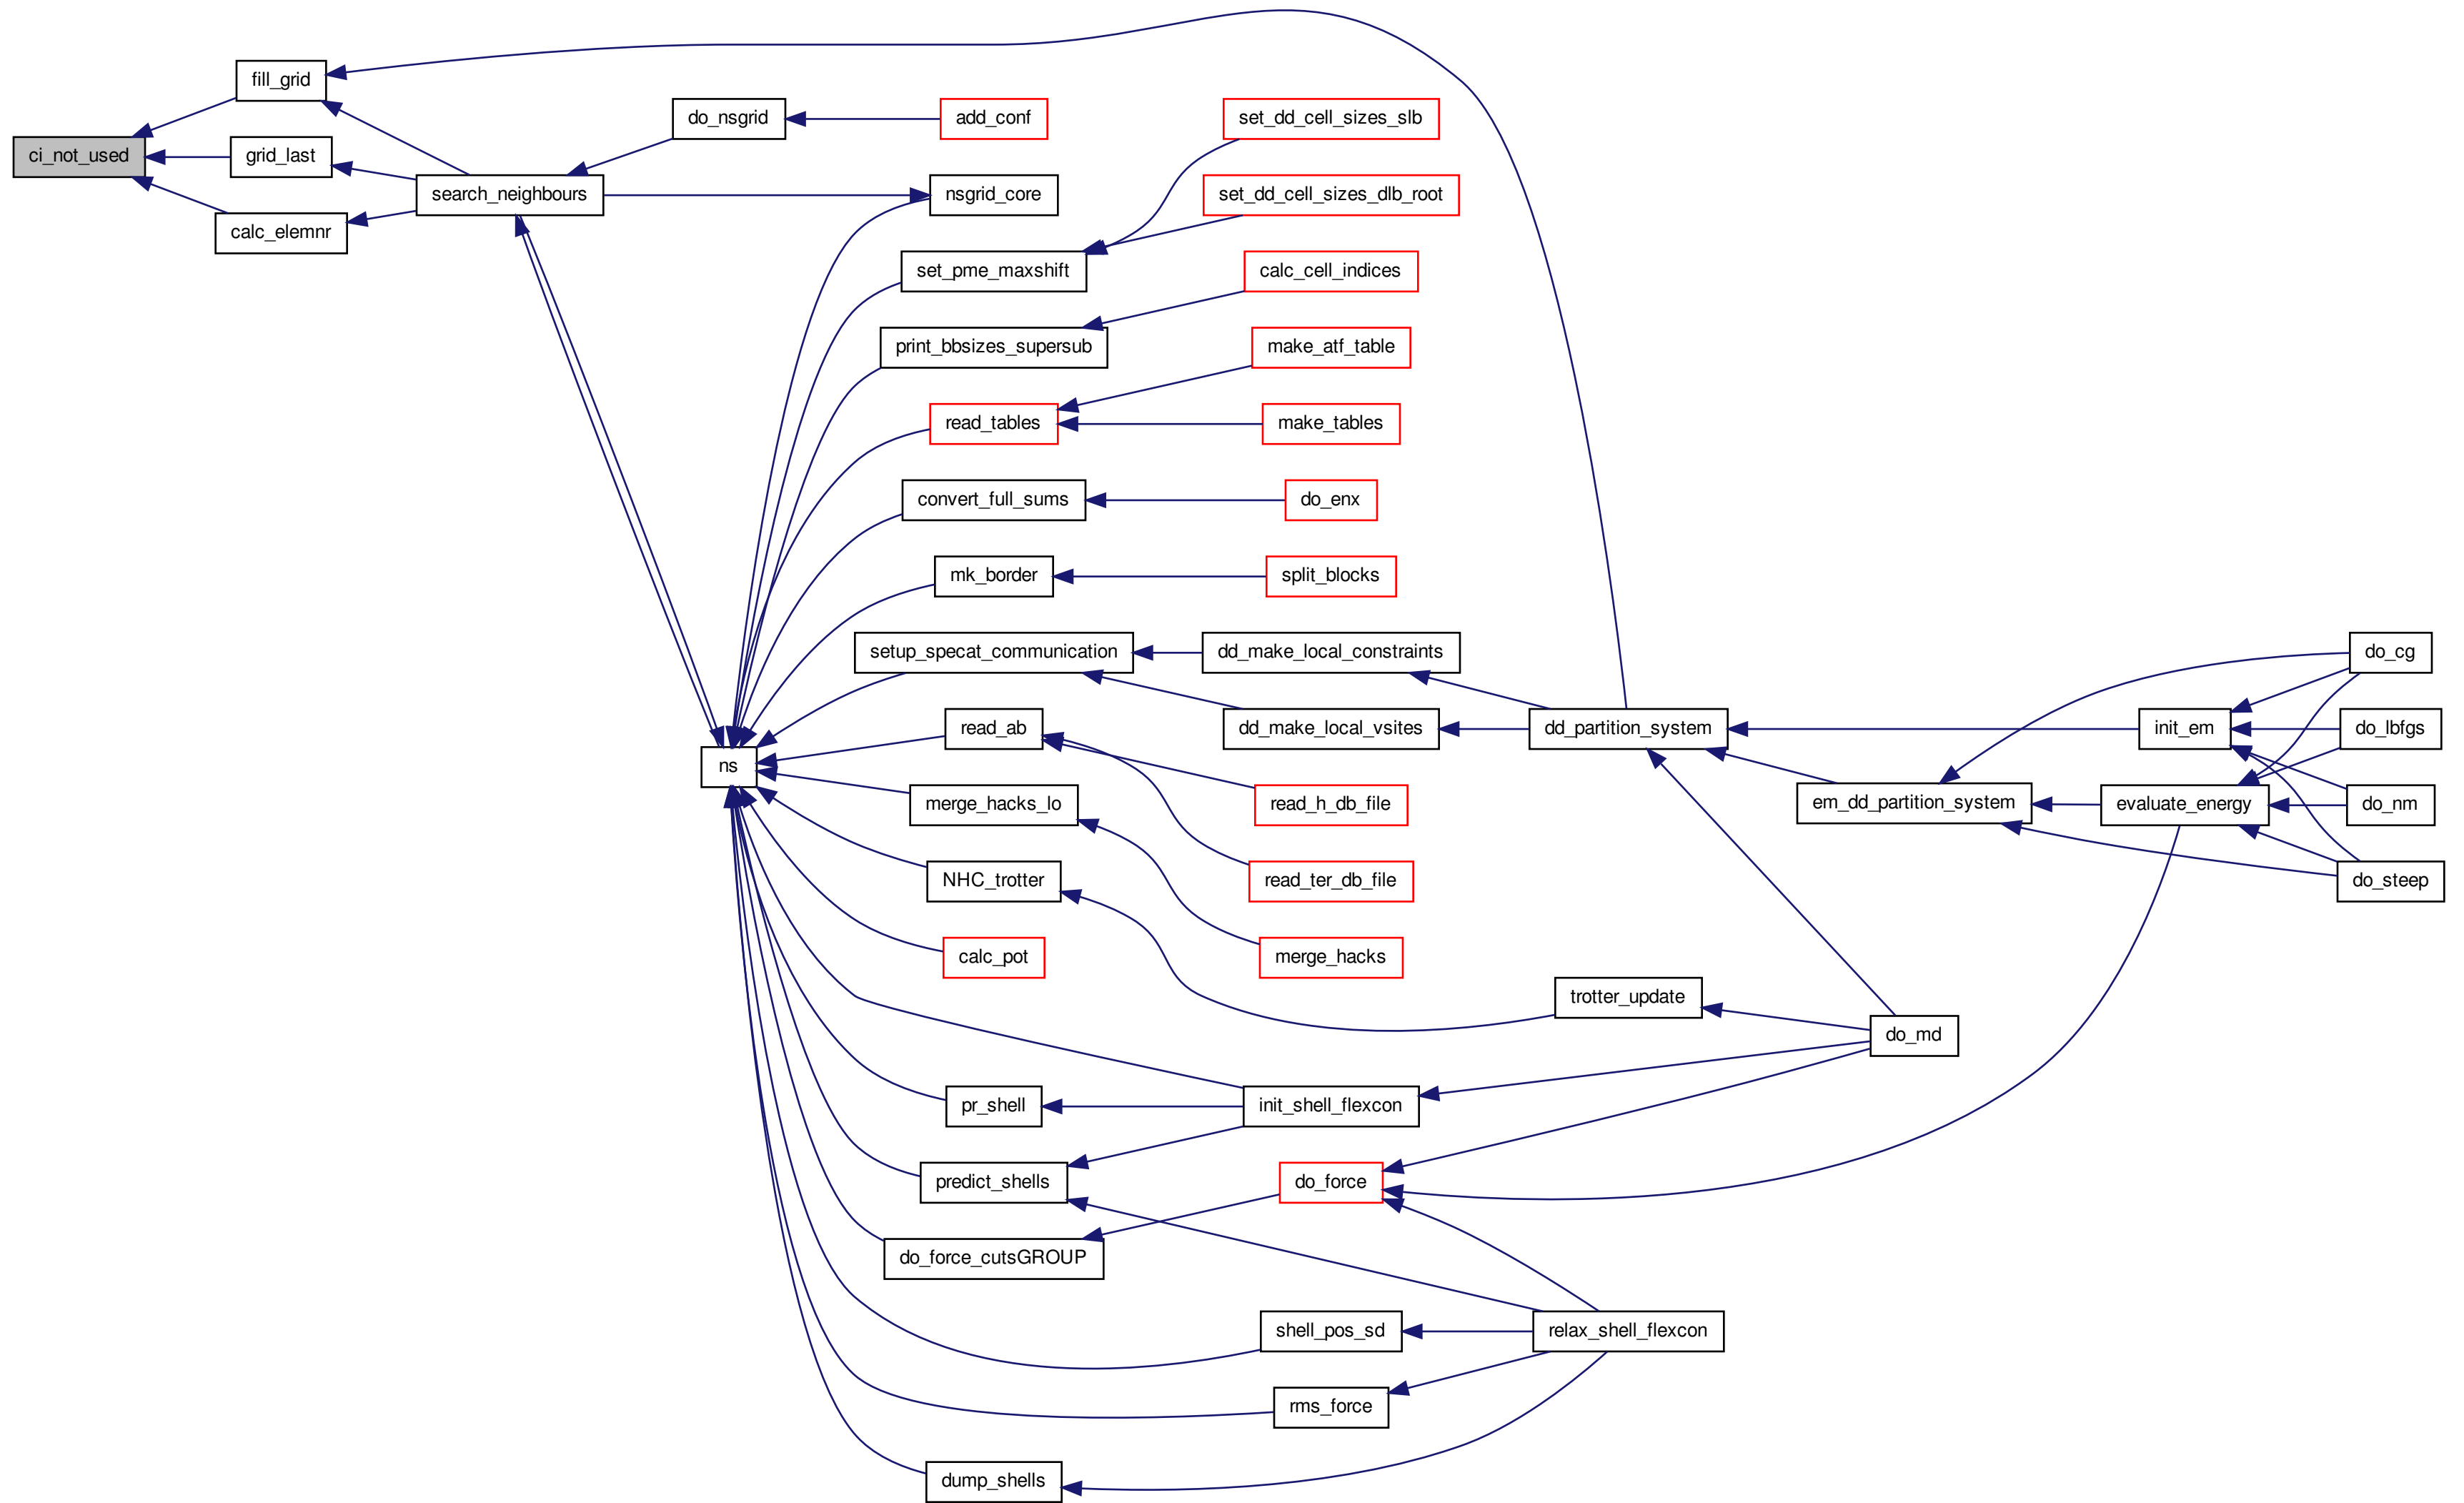 ci_not_used
fill_grid
grid_last
calc_elemnr
search_neighbours
do_nsgrid
add_conf
nsgrid_core
set_pme_maxshift
set_dd_cell_sizes_slb
set_dd_cell_sizes_dlb_root
print_bbsizes_supersub
calc_cell_indices
read_tables
make_atf_table
make_tables
convert_full_sums
do_enx
mk_border
split_blocks
setup_specat_communication
dd_make_local_constraints
dd_make_local_vsites
dd_partition_system
ns
read_ab
read_h_db_file
read_ter_db_file
merge_hacks_lo
merge_hacks
NHC_trotter
trotter_update
calc_pot
pr_shell
init_shell_flexcon
predict_shells
do_force
do_force_cutsGROUP
shell_pos_sd
relax_shell_flexcon
rms_force
dump_shells
do_md
em_dd_partition_system
init_em
evaluate_energy
do_cg
do_lbfgs
do_nm
do_steep